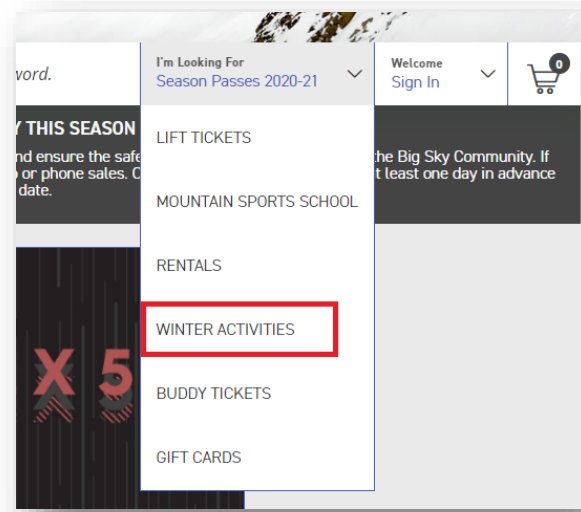 word.
I'm Looking For
Season Passes 2020-21
Welcome
Sign In
0
THIS SEASON
nd ensure the safe
he Big Sky Community. If
or phone sales.
t least one day in advance
date.
LIFT TICKETS
MOUNTAIN SPORTS SCHOOL
RENTALS
WINTER ACTIVITIES
BUDDY TICKETS
GIFT CARDS
X 5